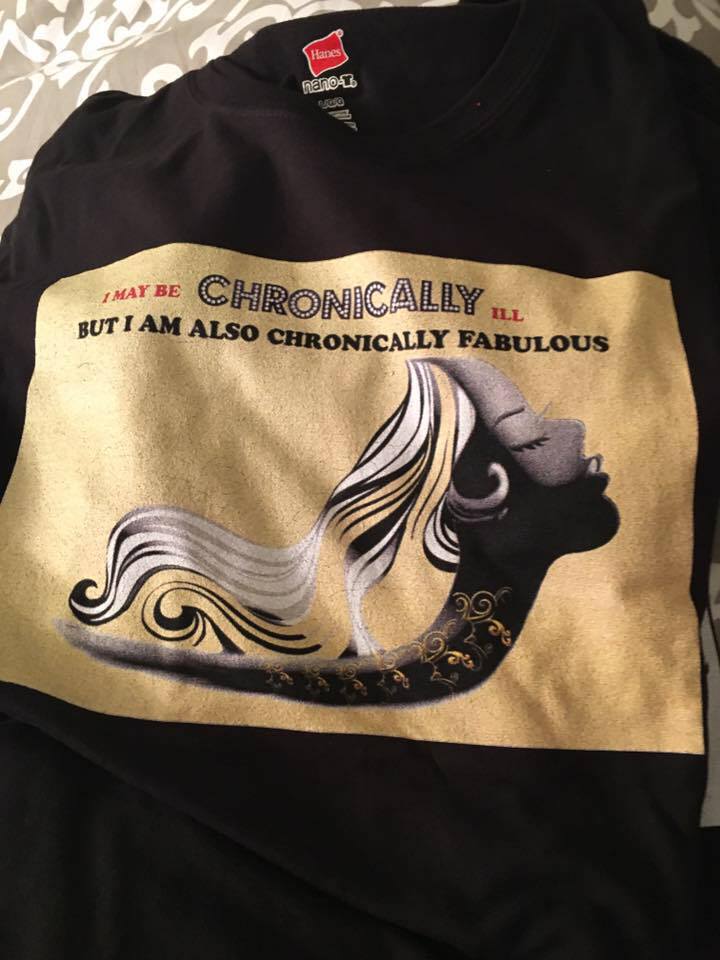 Hanes
nano-T®
I MAY BE CHRONICALLY ILL
BUT I AM ALSO CHRONICALLY FABULOUS